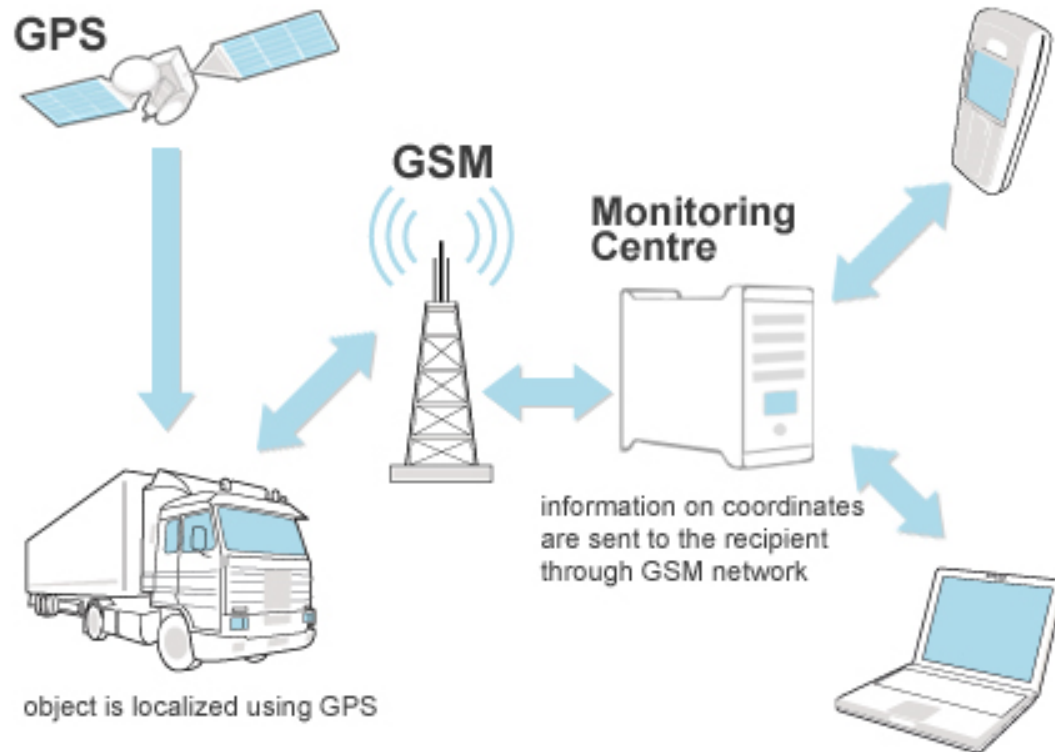 GPS
GSM
Monitoring
Centre
information on coordinates
are sent to the recipient
through GSM network
object is localized using GPS